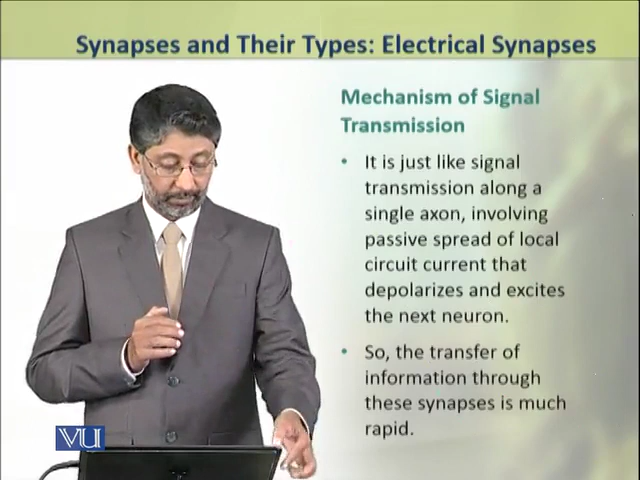 Synapses and Their Types: Electrical Synapses
Mechanism of Signal
Transmission
• It is just like signal
transmission along a
single axon, involving
passive spread of local
circuit current that
depolarizes and excites
the next neuron.
• So, the transfer of
information through
these synapses is much
rapid.
VU